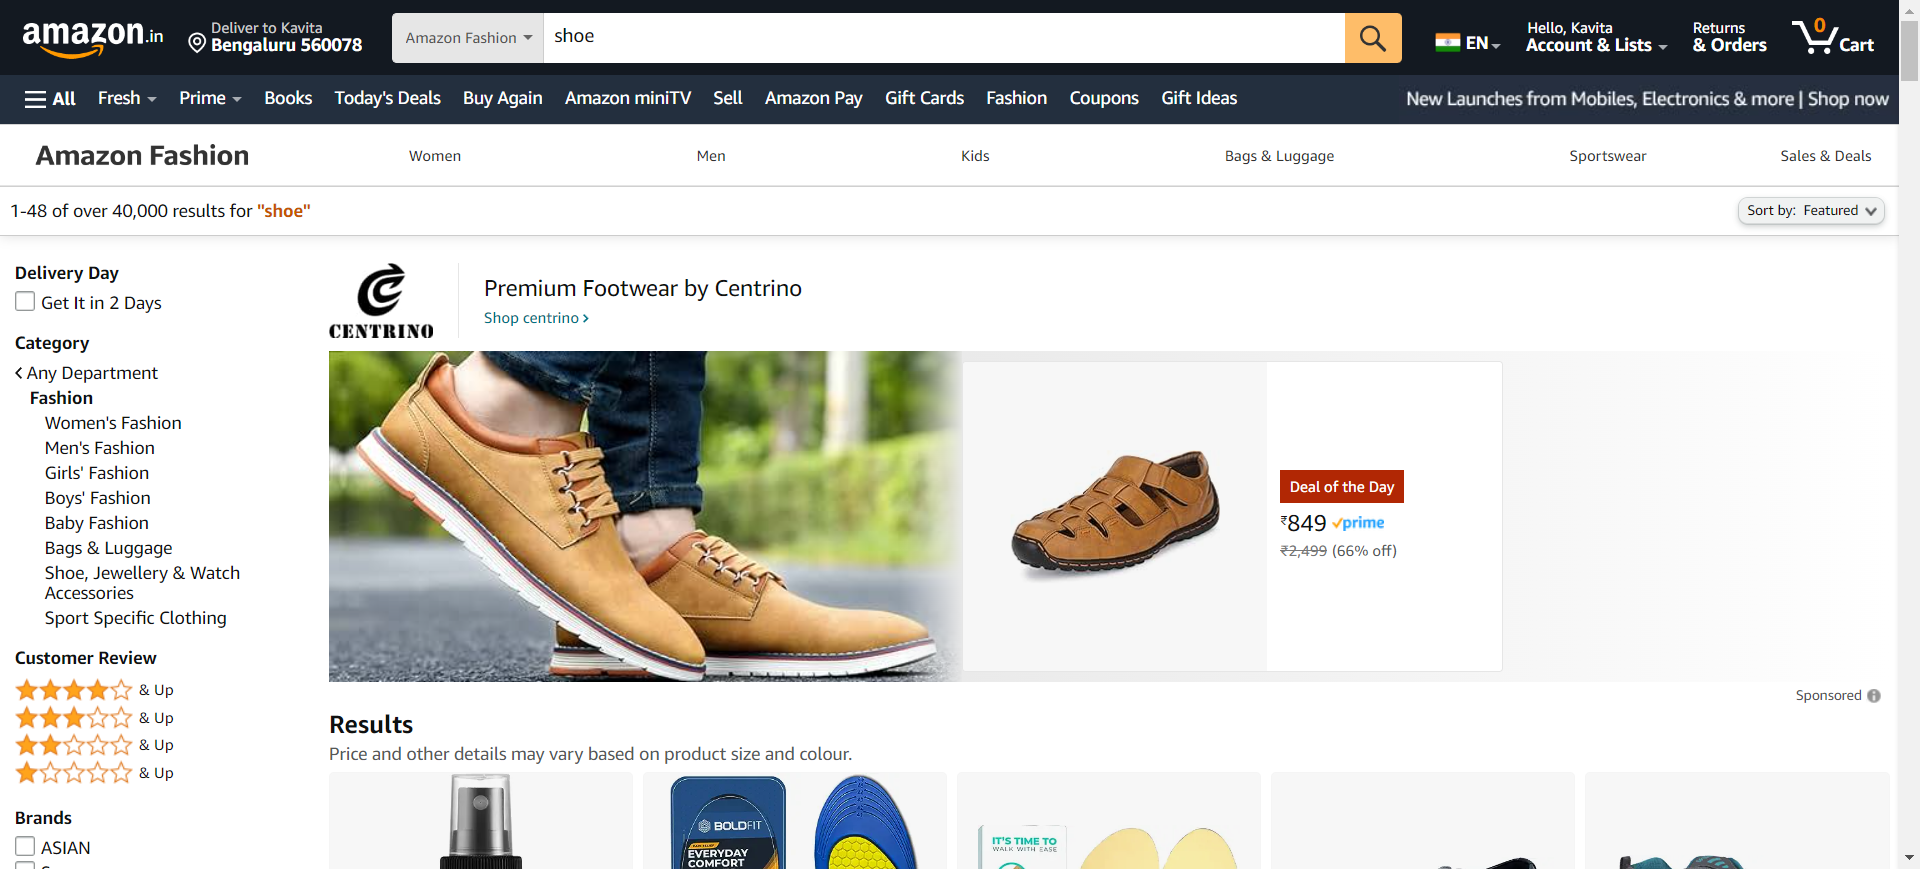 amazon.in
Deliver to Kavita
Bengaluru 560078
Amazon Fashion
shoe
EN
Hello, Kavita
Account & Lists
Returns
& Orders
0
Cart
All
Fresh
Prime
Books
Today's Deals
Buy Again
Amazon miniTV
Sell
Amazon Pay
Gift Cards
Fashion
Coupons
Gift Ideas
New Launches from Mobiles, Electronics & more | Shop now
Amazon Fashion
Women
Men
Kids
Bags & Luggage
Sportswear
Sales & Deals
1-48 of over 40,000 results for "shoe"
Sort by: Featured
Delivery Day
Get It in 2 Days
Category
Any Department
Fashion
Women's Fashion
Men's Fashion
Girls' Fashion
Boys' Fashion
Baby Fashion
Bags & Luggage
Shoe, Jewellery & Watch
Accessories
Sport Specific Clothing
Customer Review
& Up
& Up
& Up
& Up
Brands
ASIAN
CENTRINO
Premium Footwear by Centrino
Shop centrino ›
Deal of the Day
₹849 prime
₹2,499 (66% off)
Sponsored
Results
Price and other details may vary based on product size and colour.
BOLDFIT
EVERYDAY
COMFORT
IT'S TIME TO
WALK WITH EASE